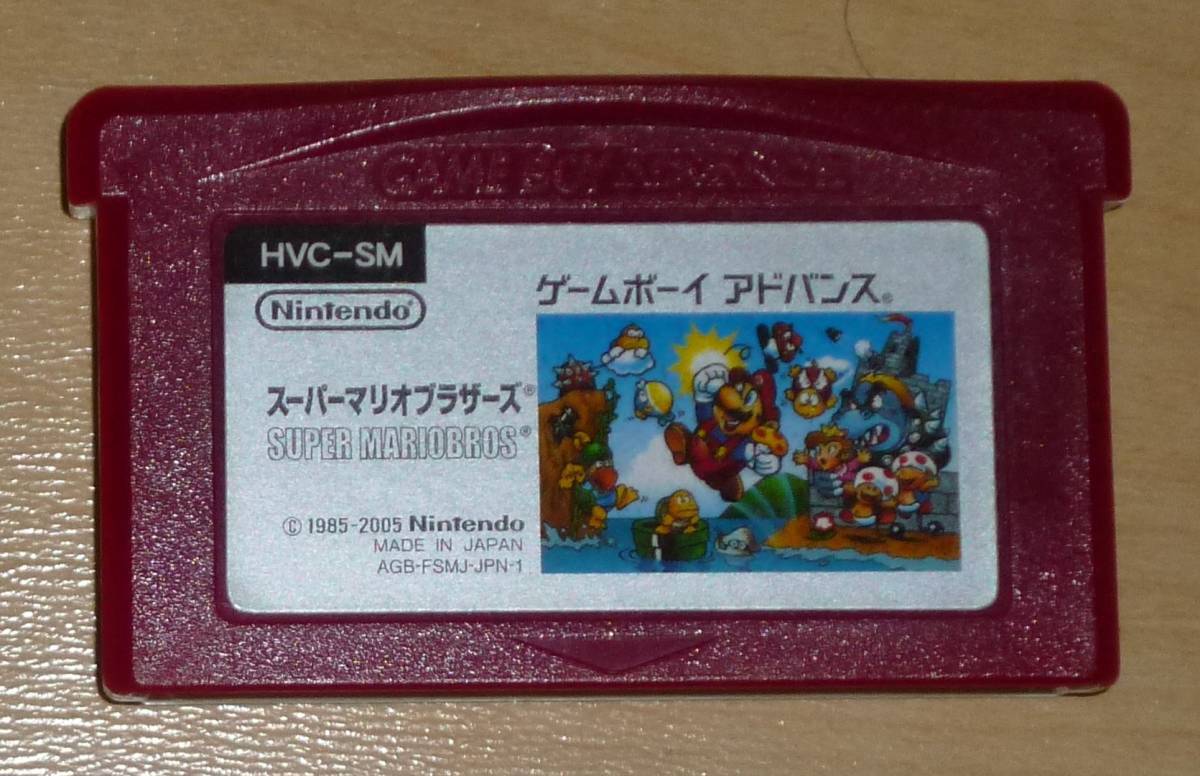 GAME BOY ADVANCE
HVC-SM
Nintendo®
ゲームボーイ アドバンス®
スーパーマリオブラザーズ®
SUPER MARIOBROS®
© 1985-2005 Nintendo
MADE IN JAPAN
AGB-FSMJ-JPN-1